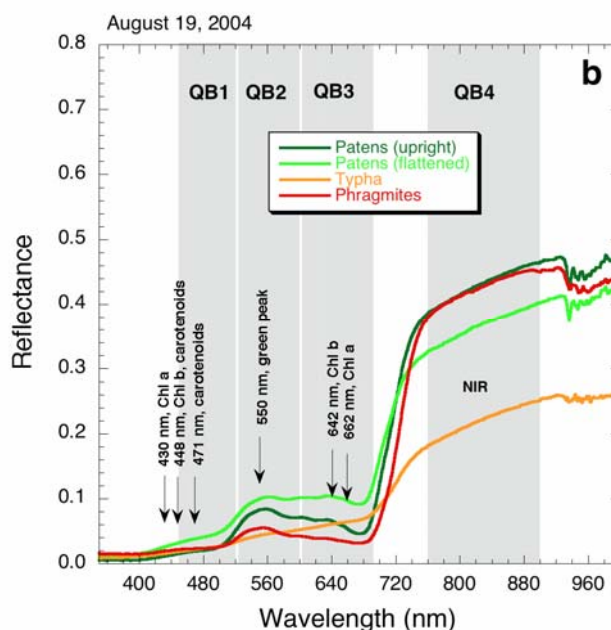 August 19, 2004
b
QB1 QB2 QB3 QB4
Patens (upright)
Patens (flattened)
Typha
Phragmites
430 nm, Chl a
448 nm, Chl b, carotenoids
471 nm, carotenoids
550 nm, green peak
642 nm, Chl b
662 nm, Chl a
NIR
Reflectance
0.8
0.7
0.6
0.5
0.4
0.3
0.2
0.1
0.0
400 480 560 640 720 800 880 960
Wavelength (nm)